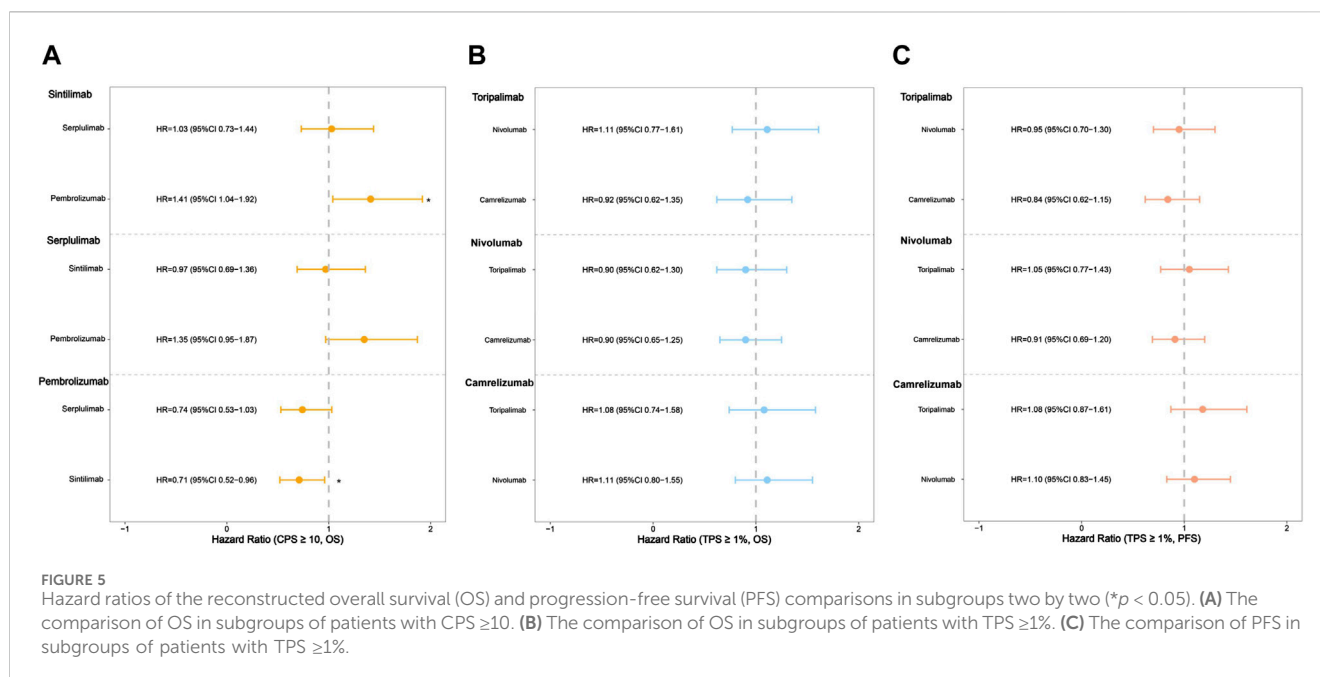 A
Sintilimab
Serplulimab HR=1.03 (95%CI 0.73−1.44)
Pembrolizumab HR=1.41 (95%CI 1.04−1.92) *
Serplulimab
Sintilimab HR=0.97 (95%CI 0.69−1.36)
Pembrolizumab HR=1.35 (95%CI 0.95−1.87)
Pembrolizumab
Serplulimab HR=0.74 (95%CI 0.53−1.03)
Sintilimab HR=0.71 (95%CI 0.52−0.96) *
−1 0 1 2
Hazard Ratio (CPS ≥ 10, OS)
B
Toripalimab
Nivolumab HR=1.11 (95%CI 0.77−1.61)
Camrelizumab HR=0.92 (95%CI 0.62−1.35)
Nivolumab
Toripalimab HR=0.90 (95%CI 0.62−1.30)
Camrelizumab HR=0.90 (95%CI 0.65−1.25)
Camrelizumab
Toripalimab HR=1.08 (95%CI 0.74−1.58)
Nivolumab HR=1.11 (95%CI 0.80−1.55)
−1 0 1 2
Hazard Ratio (TPS ≥ 1%, OS)
C
Toripalimab
Nivolumab HR=0.95 (95%CI 0.70−1.30)
Camrelizumab HR=0.84 (95%CI 0.62−1.15)
Nivolumab
Toripalimab HR=1.05 (95%CI 0.77−1.43)
Camrelizumab HR=0.91 (95%CI 0.69−1.20)
Camrelizumab
Toripalimab HR=1.08 (95%CI 0.87−1.61)
Nivolumab HR=1.10 (95%CI 0.83−1.45)
−1 0 1 2
Hazard Ratio (TPS ≥ 1%, PFS)
FIGURE 5
Hazard ratios of the reconstructed overall survival (OS) and progression-free survival (PFS) comparisons in subgroups two by two (*p < 0.05). (A) The
comparison of OS in subgroups of patients with CPS ≥10. (B) The comparison of OS in subgroups of patients with TPS ≥1%. (C) The comparison of PFS in
subgroups of patients with TPS ≥1%.